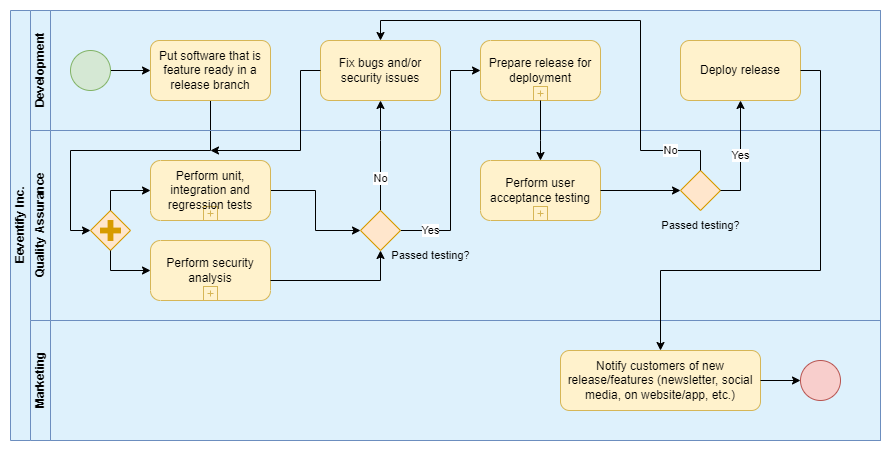 Eeventify Inc.
Development
Put software that is
feature ready in a
release branch
Fix bugs and/or
security issues
Prepare release for
deployment
Deploy release
Quality Assurance
Perform unit,
integration and
regression tests
Perform security
analysis
No
Yes
Passed testing?
Perform user
acceptance testing
No
Yes
Passed testing?
Marketing
Notify customers of new
release/features (newsletter, social
media, on website/app, etc.)